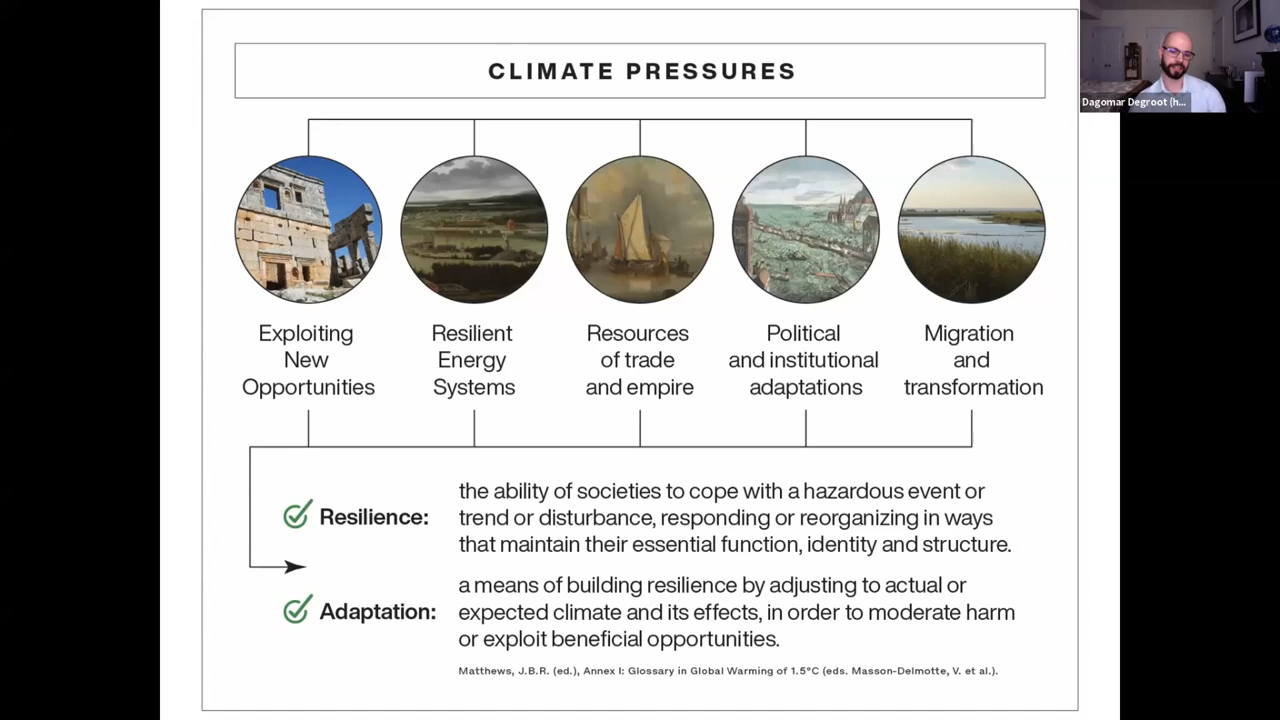 CLIMATE PRESSURES
Dagomar Degroot (h...
Exploiting
New
Opportunities
Resilient
Energy
Systems
Resources
of trade
and empire
Political
and institutional
adaptations
Migration
and
transformation
Resilience:
the ability of societies to cope with a hazardous event or
trend or disturbance, responding or reorganizing in ways
that maintain their essential function, identity and structure.
Adaptation:
a means of building resilience by adjusting to actual or
expected climate and its effects, in order to moderate harm
or exploit beneficial opportunities.
Matthews, J.B.R. (ed.), Annex I: Glossary in Global Warming of 1.5°C (eds. Masson-Delmotte, V. et al.).